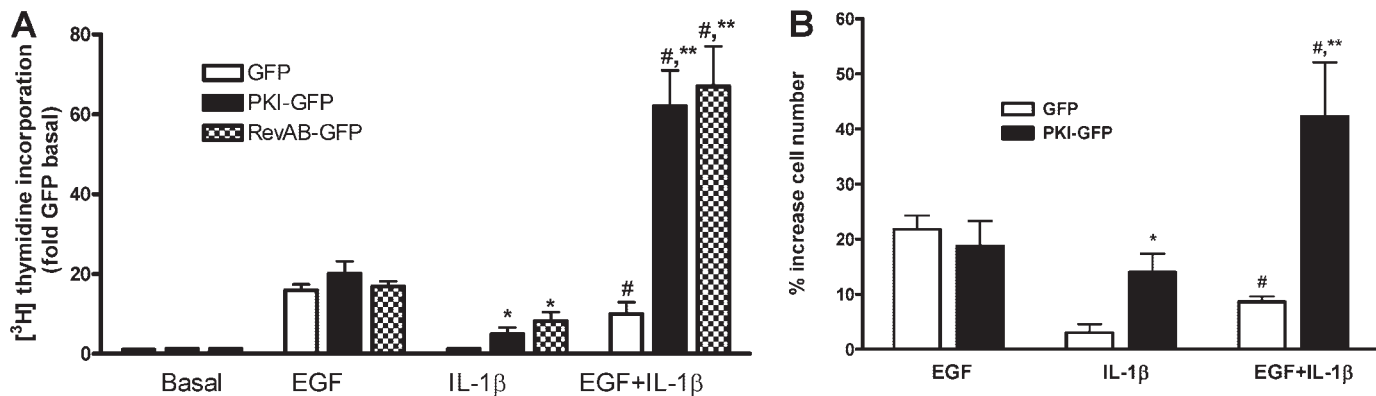 A
[³H] thymidine incorporation
(fold GFP basal)
80
60
40
20
0
GFP
PKI-GFP
RevAB-GFP
*
*
#
#,**
#,**
Basal
EGF
IL-1β
EGF+IL-1β
B
% increase cell number
60
50
40
30
20
10
0
GFP
PKI-GFP
*
#
#,**
EGF
IL-1β
EGF+IL-1β